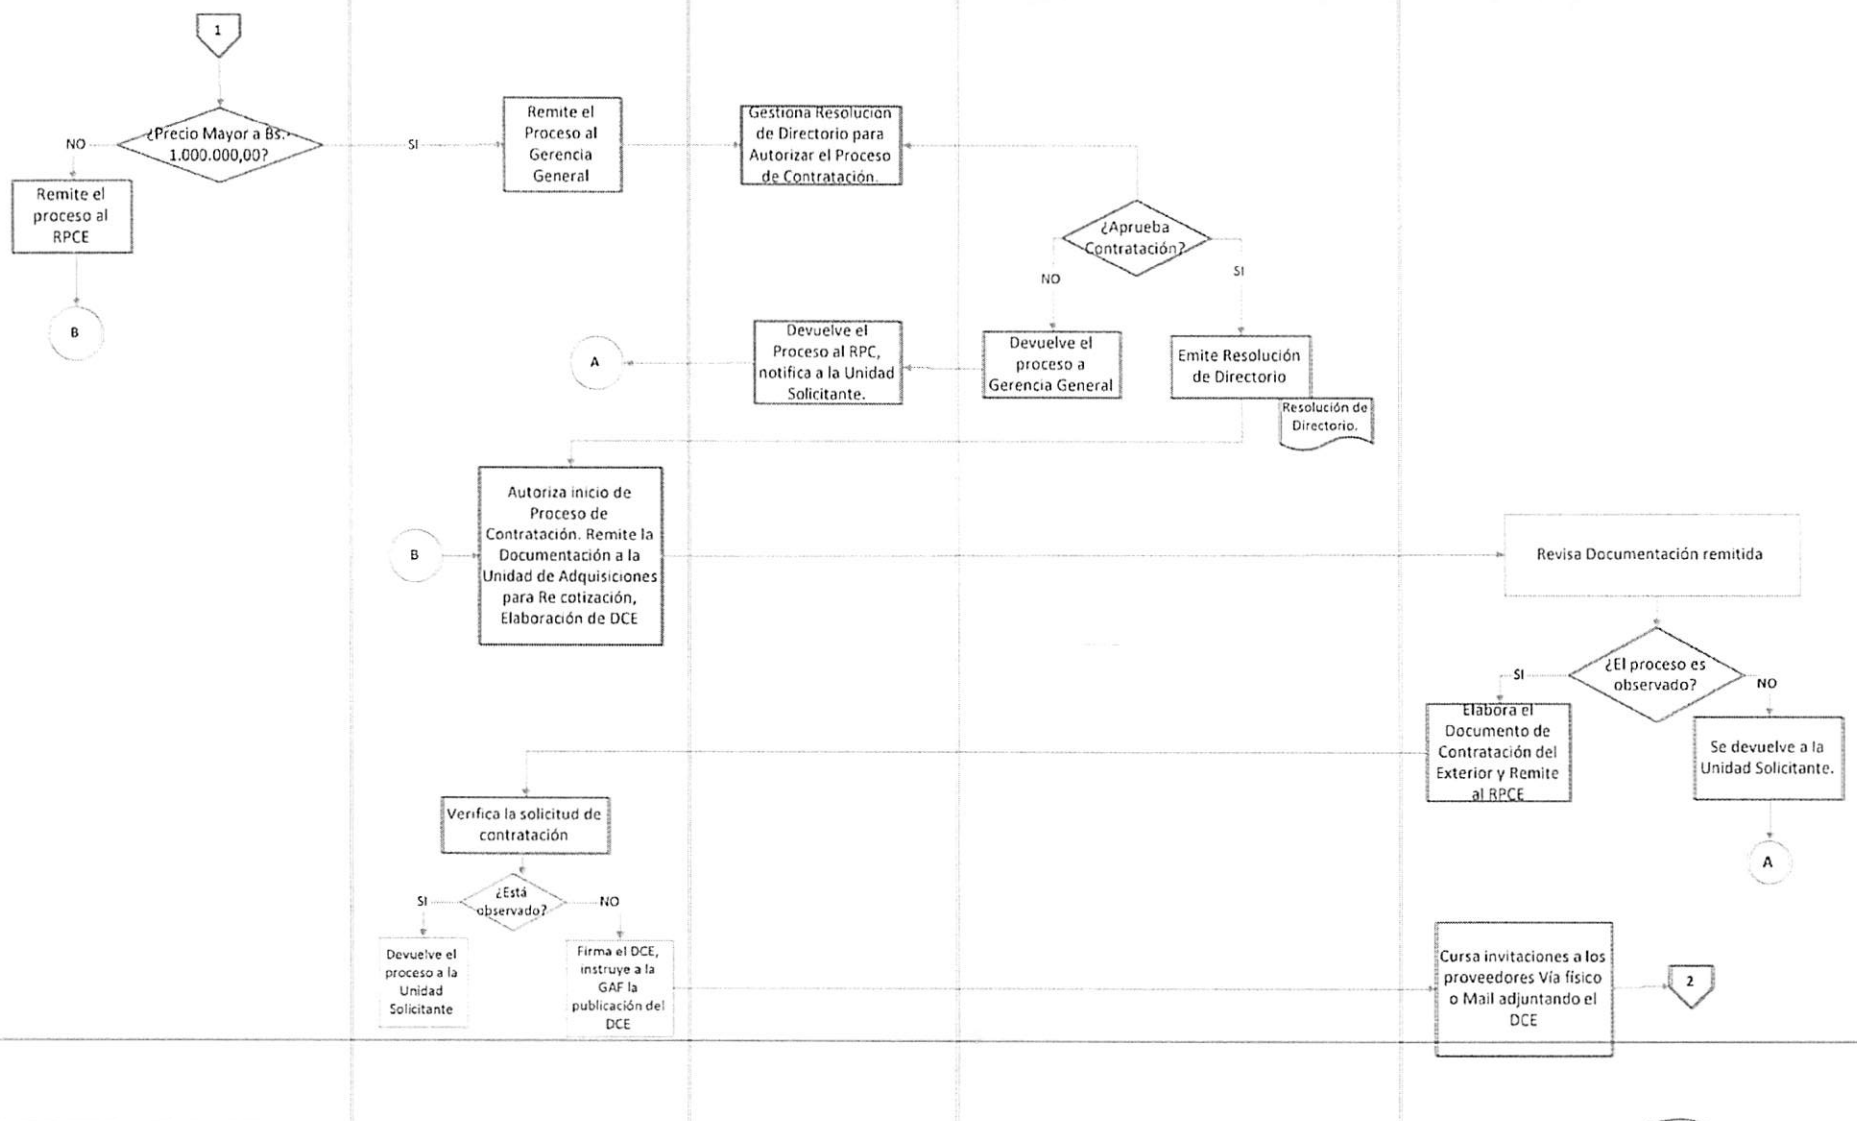 1
¿Precio Mayor a Bs.
1.000.000,00?
NO
SI
Remite el
proceso al
RPCE
B
Remite el
Proceso al
Gerencia
General
Gestiona Resolución
de Directorio para
Autorizar el Proceso
de Contratación.
¿Aprueba
Contratación?
NO
SI
Devuelve el
proceso a
Gerencia General
Emite Resolución
de Directorio
Resolución de
Directorio.
Devuelve el
Proceso al RPC,
notifica a la Unidad
Solicitante.
A
B
Autoriza inicio de
Proceso de
Contratación. Remite la
Documentación a la
Unidad de Adquisiciones
para Re cotización,
Elaboración de DCE
Revisa Documentación remitida
¿El proceso es
observado?
SI
NO
Elabora el
Documento de
Contratación del
Exterior y Remite
al RPCE
Se devuelve a la
Unidad Solicitante.
A
Verifica la solicitud de
contratación
¿Está
observado?
SI
NO
Devuelve el
proceso a la
Unidad
Solicitante
Firma el DCE,
instruye a la
GAF la
publicación del
DCE
Cursa invitaciones a los
proveedores Vía físico
o Mail adjuntando el
DCE
2